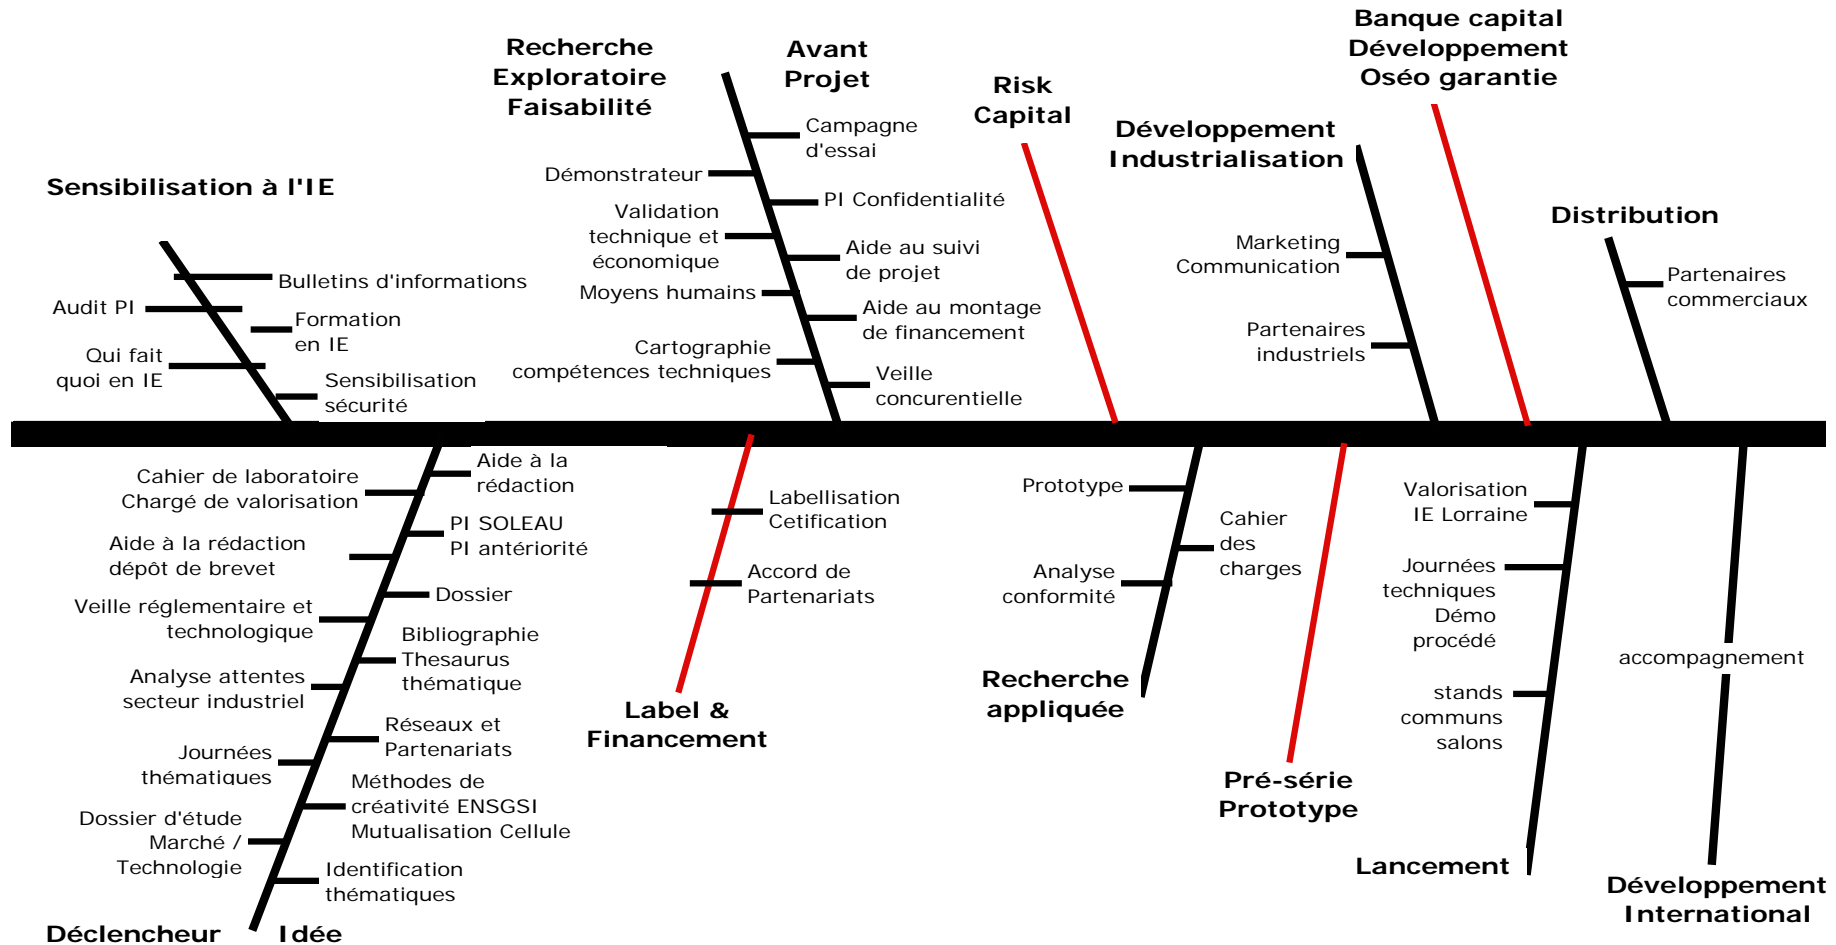 Sensibilisation à l'IE
Bulletins d'informations
Audit PI
Formation
en IE
Qui fait
quoi en IE
Sensibilisation
sécurité
Recherche
Exploratoire
Faisabilité
Avant
Projet
Campagne
d'essai
Démonstrateur
PI Confidentialité
Validation
technique et
économique
Aide au suivi
de projet
Moyens humains
Aide au montage
de financement
Cartographie
compétences techniques
Veille
concurentielle
Risk
Capital
Développement
Industrialisation
Marketing
Communication
Partenaires
industriels
Banque capital
Développement
Oséo garantie
Distribution
Partenaires
commerciaux
Aide à la
rédaction
Cahier de laboratoire
Chargé de valorisation
PI SOLEAU
PI antériorité
Aide à la rédaction
dépôt de brevet
Dossier
Veille réglementaire et
technologique
Bibliographie
Thesaurus
thématique
Analyse attentes
secteur industriel
Réseaux et
Partenariats
Journées
thématiques
Méthodes de
créativité ENSGSI
Mutualisation Cellule
Dossier d'étude
Marché /
Technologie
Identification
thématiques
Déclencheur Idée
Labellisation
Cetification
Accord de
Partenariats
Label &
Financement
Prototype
Cahier
des
charges
Analyse
conformité
Recherche
appliquée
Pré-série
Prototype
Valorisation
IE Lorraine
Journées
techniques
Démo
procédé
stands
communs
salons
Lancement
accompagnement
Développement
International